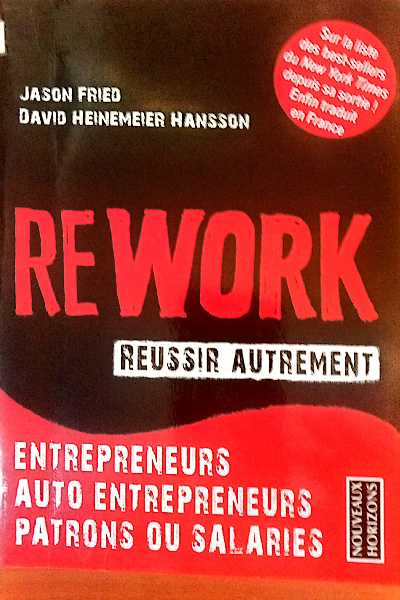 Sur la liste
des best-sellers
du New York Times
depuis sa sortie !
Enfin traduit
en France
JASON FRIED
DAVID HEINEMEIER HANSSON
REWORK
REUSSIR AUTREMENT
ENTREPRENEURS
AUTO ENTREPRENEURS
PATRONS OU SALARIES
NOUVEAUX
HORIZONS